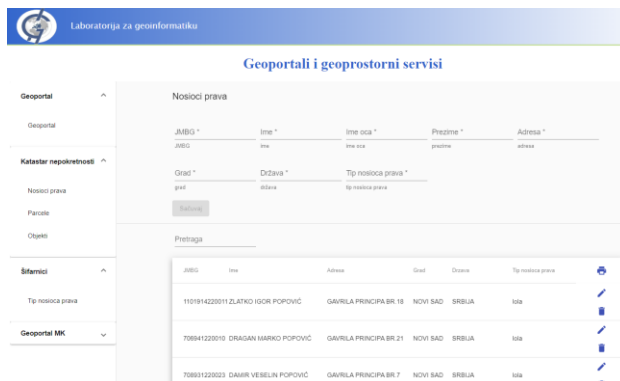 Laboratorija za geoinformatiku
Geoportali i geoprostorni servisi
Geoportal
Geoportal
Katastar nepokretnosti
Nosioci prava
Parcele
Objekti
Šifarnici
Tip nosioca prava
Geoportal MK
Nosioci prava
JMBG * Ime * Ime oca * Prezime * Adresa *
JMBG ime ime oca prezime adresa
Grad * Država * Tip nosioca prava *
grad država tip nosioca prava
Sačuvaj
Pretraga
JMBG Ime Adresa Grad Drzava Tip nosioca prava
1101914220011 ZLATKO IGOR POPOVIĆ GAVRILA PRINCIPA BR.18 NOVI SAD SRBIJA lola
706941220010 DRAGAN MARKO POPOVIĆ GAVRILA PRINCIPA BR.21 NOVI SAD SRBIJA lola
708931220023 DAMIR VESELIN POPOVIĆ GAVRILA PRINCIPA BR.7 NOVI SAD SRBIJA lola